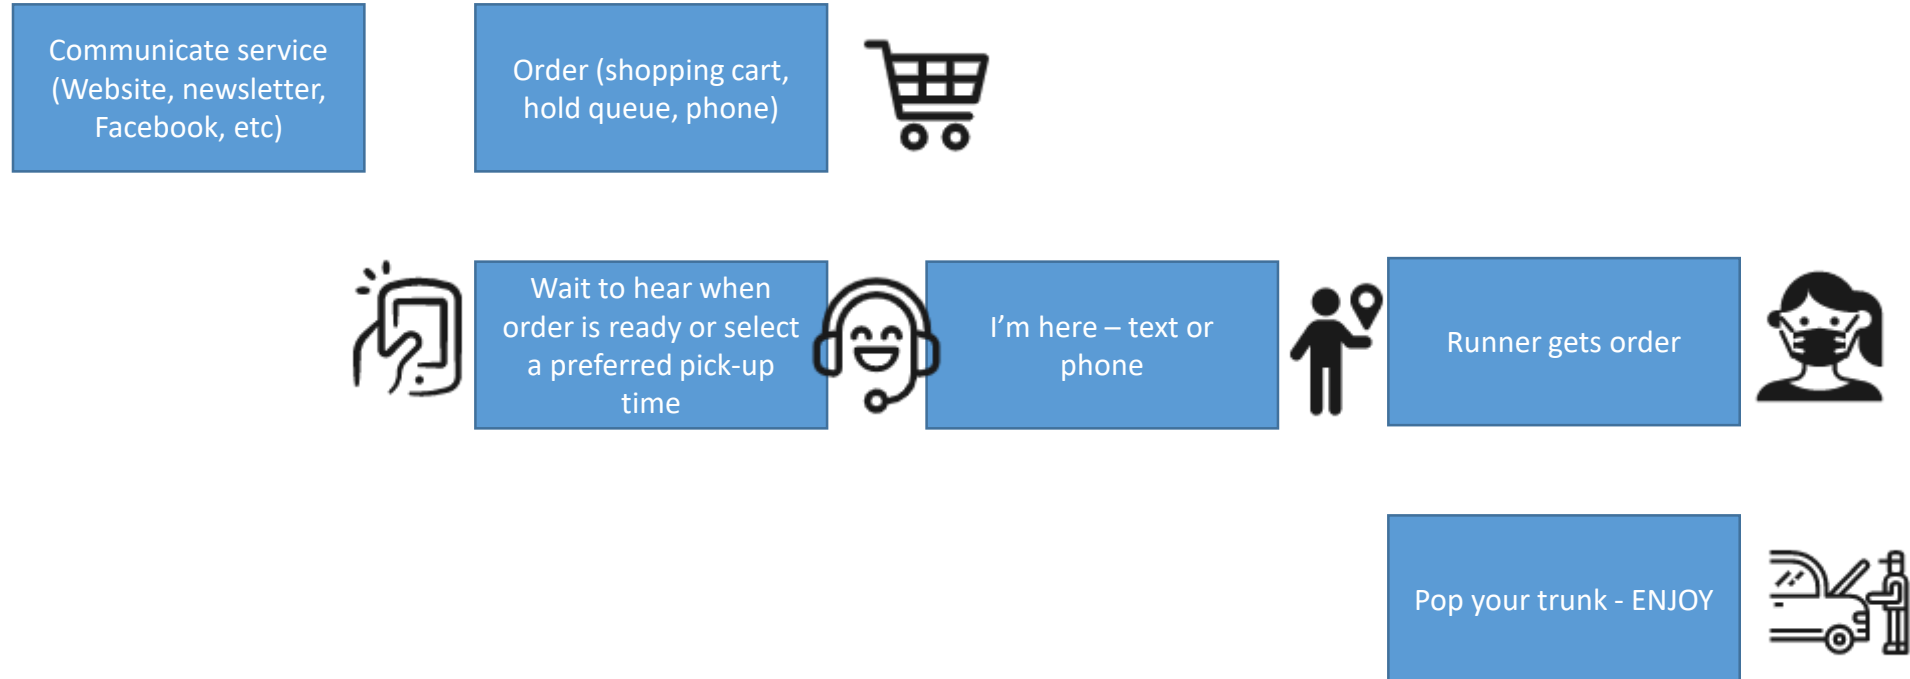 Communicate service
(Website, newsletter,
Facebook, etc)
Order (shopping cart,
hold queue, phone)
Wait to hear when
order is ready or select
a preferred pick-up
time
I'm here – text or
phone
Runner gets order
Pop your trunk - ENJOY